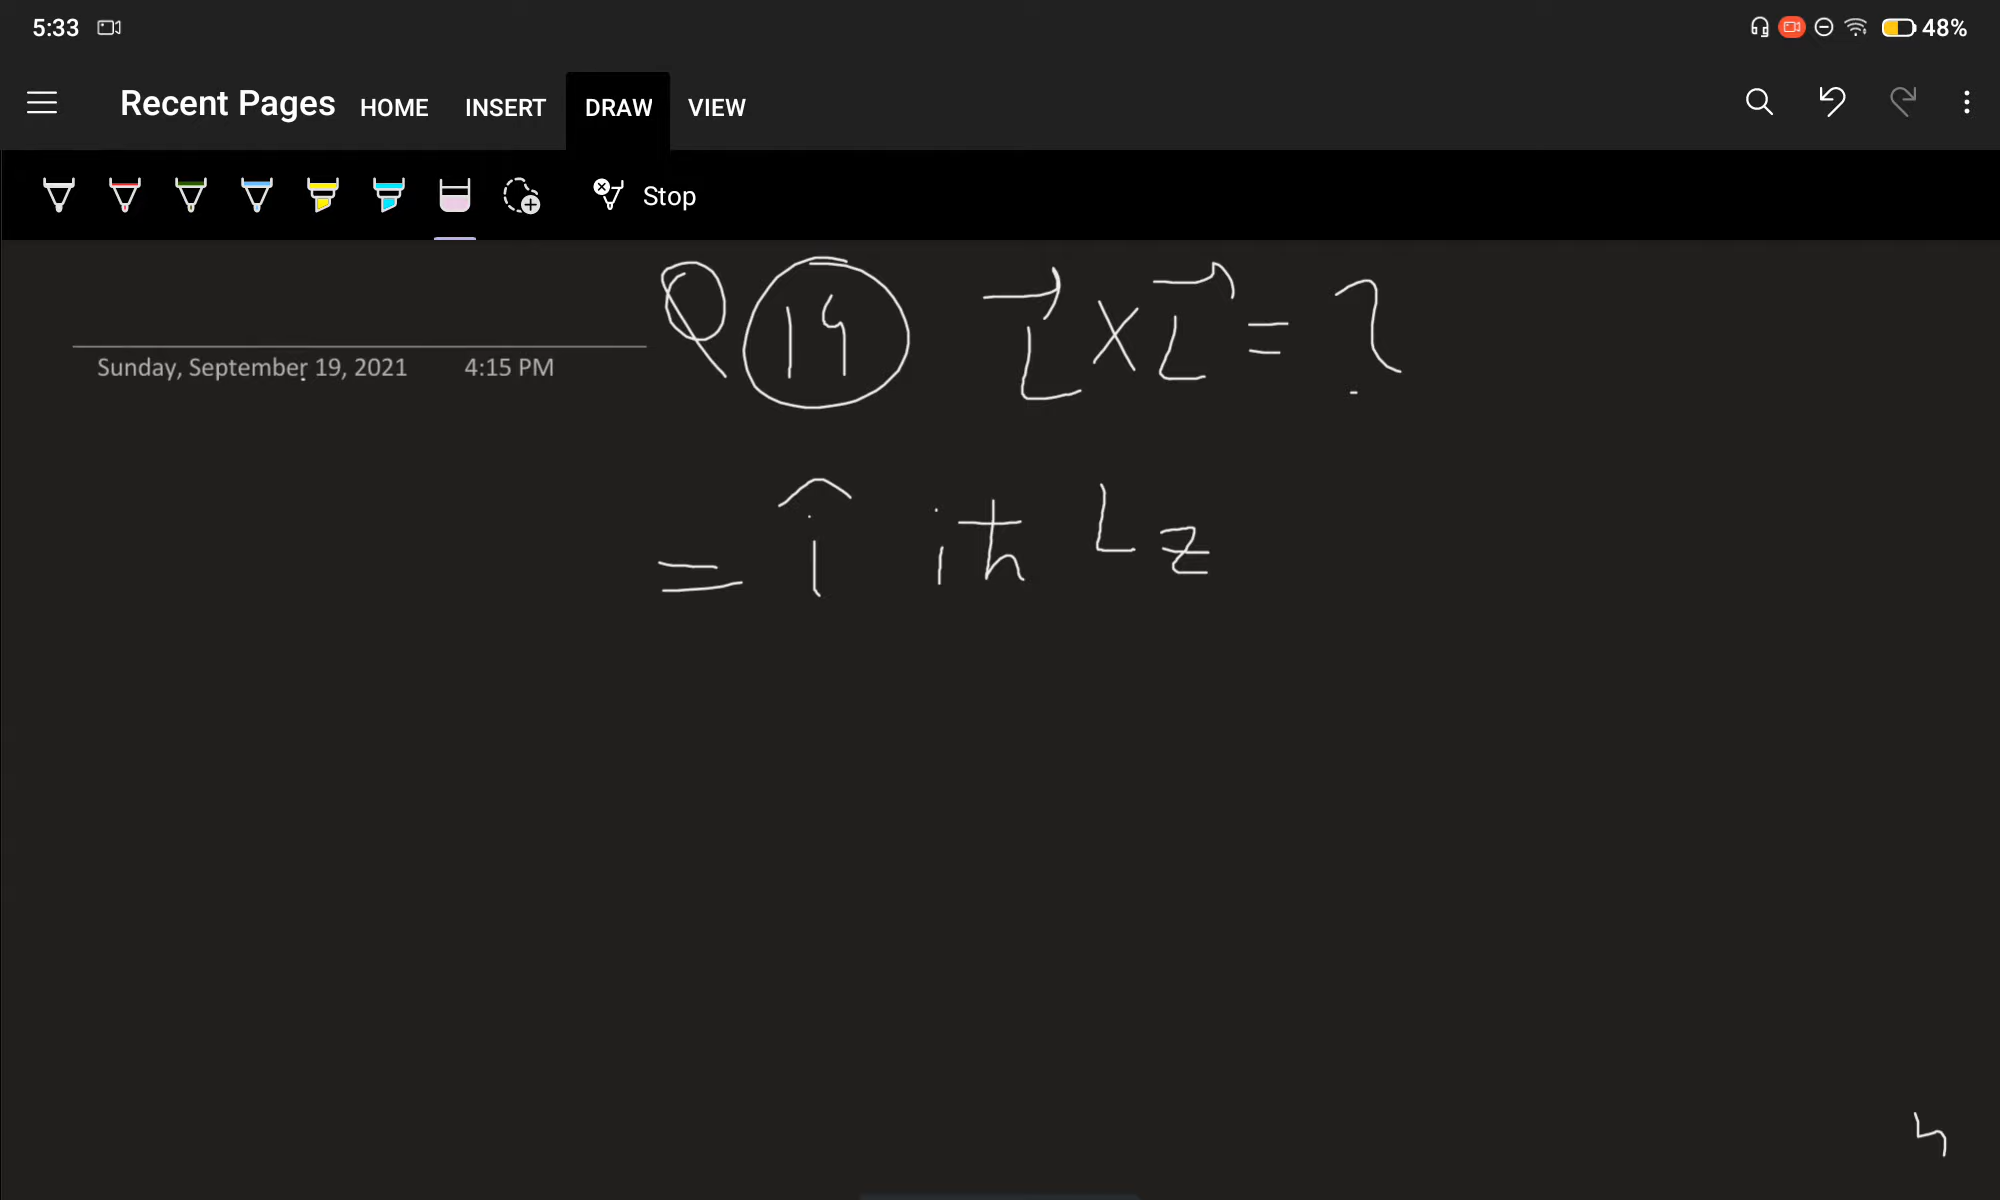 5:33 48%
Recent Pages HOME INSERT DRAW VIEW
Stop
Q 19 L⃗ × L⃗ = ?
Sunday, September 19, 2021 4:15 PM
= î iħ Lz